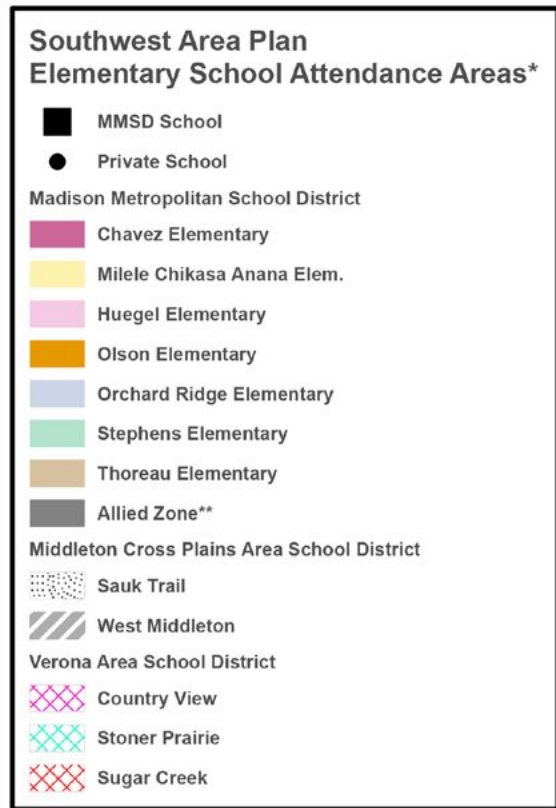 Southwest Area Plan
Elementary School Attendance Areas*
MMSD School
Private School
Madison Metropolitan School District
Chavez Elementary
Milele Chikasa Anana Elem.
Huegel Elementary
Olson Elementary
Orchard Ridge Elementary
Stephens Elementary
Thoreau Elementary
Allied Zone**
Middleton Cross Plains Area School District
Sauk Trail
West Middleton
Verona Area School District
Country View
Stoner Prairie
Sugar Creek